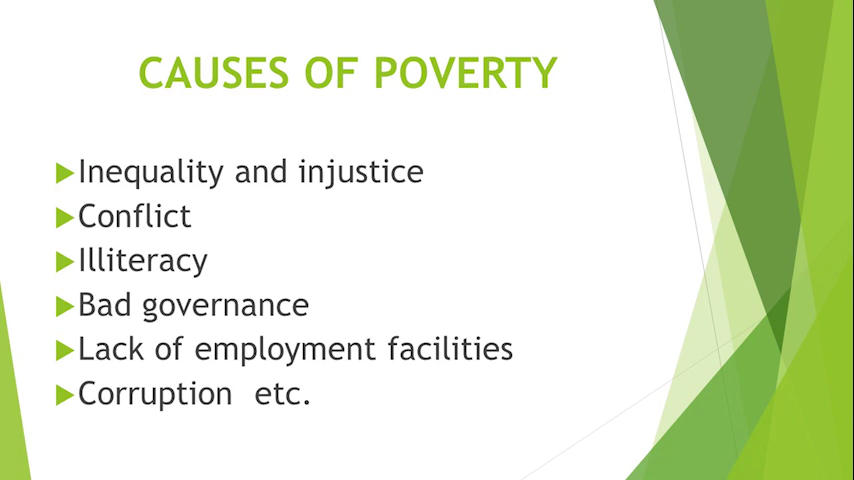 CAUSES OF POVERTY
Inequality and injustice
Conflict
Illiteracy
Bad governance
Lack of employment facilities
Corruption  etc.